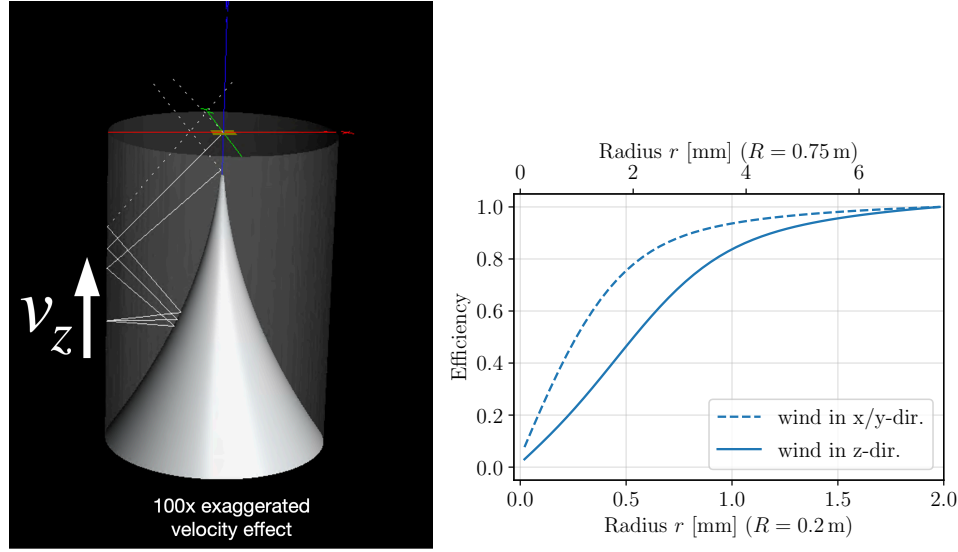 v_z
100x exaggerated
velocity effect
Radius r [mm] (R = 0.75 m)
0 2 4 6
Efficiency
1.0
0.8
0.6
0.4
0.2
0.0
wind in x/y-dir.
wind in z-dir.
0.0 0.5 1.0 1.5 2.0
Radius r [mm] (R = 0.2 m)